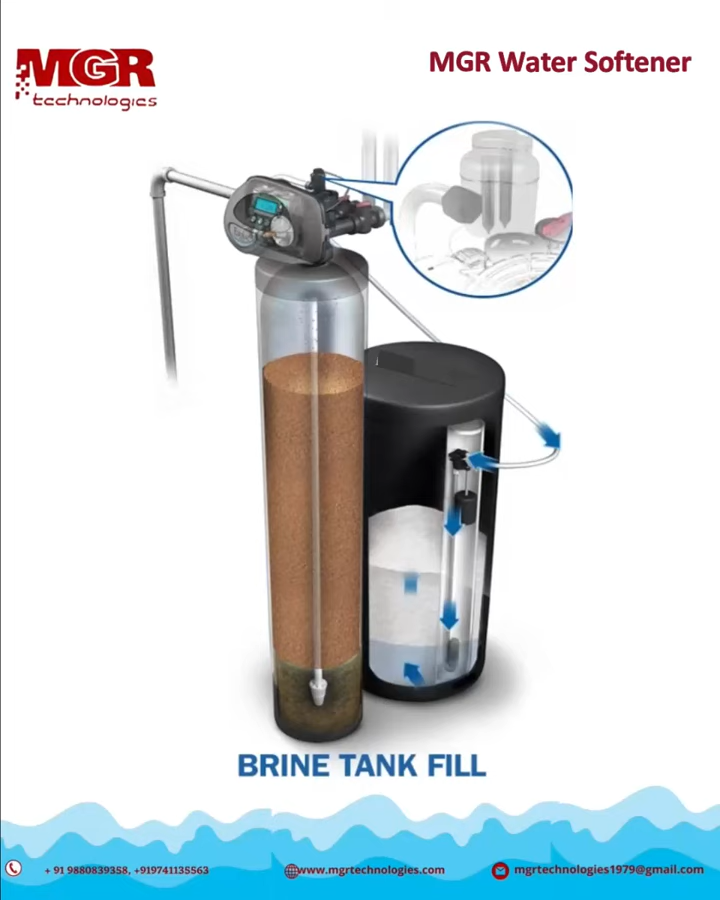 MGR
technologies
MGR Water Softener
BRINE TANK FILL
+ 91 9880839358, +919741135563
www.mgrtechnologies.com
mgrtechnologies1979@gmail.com